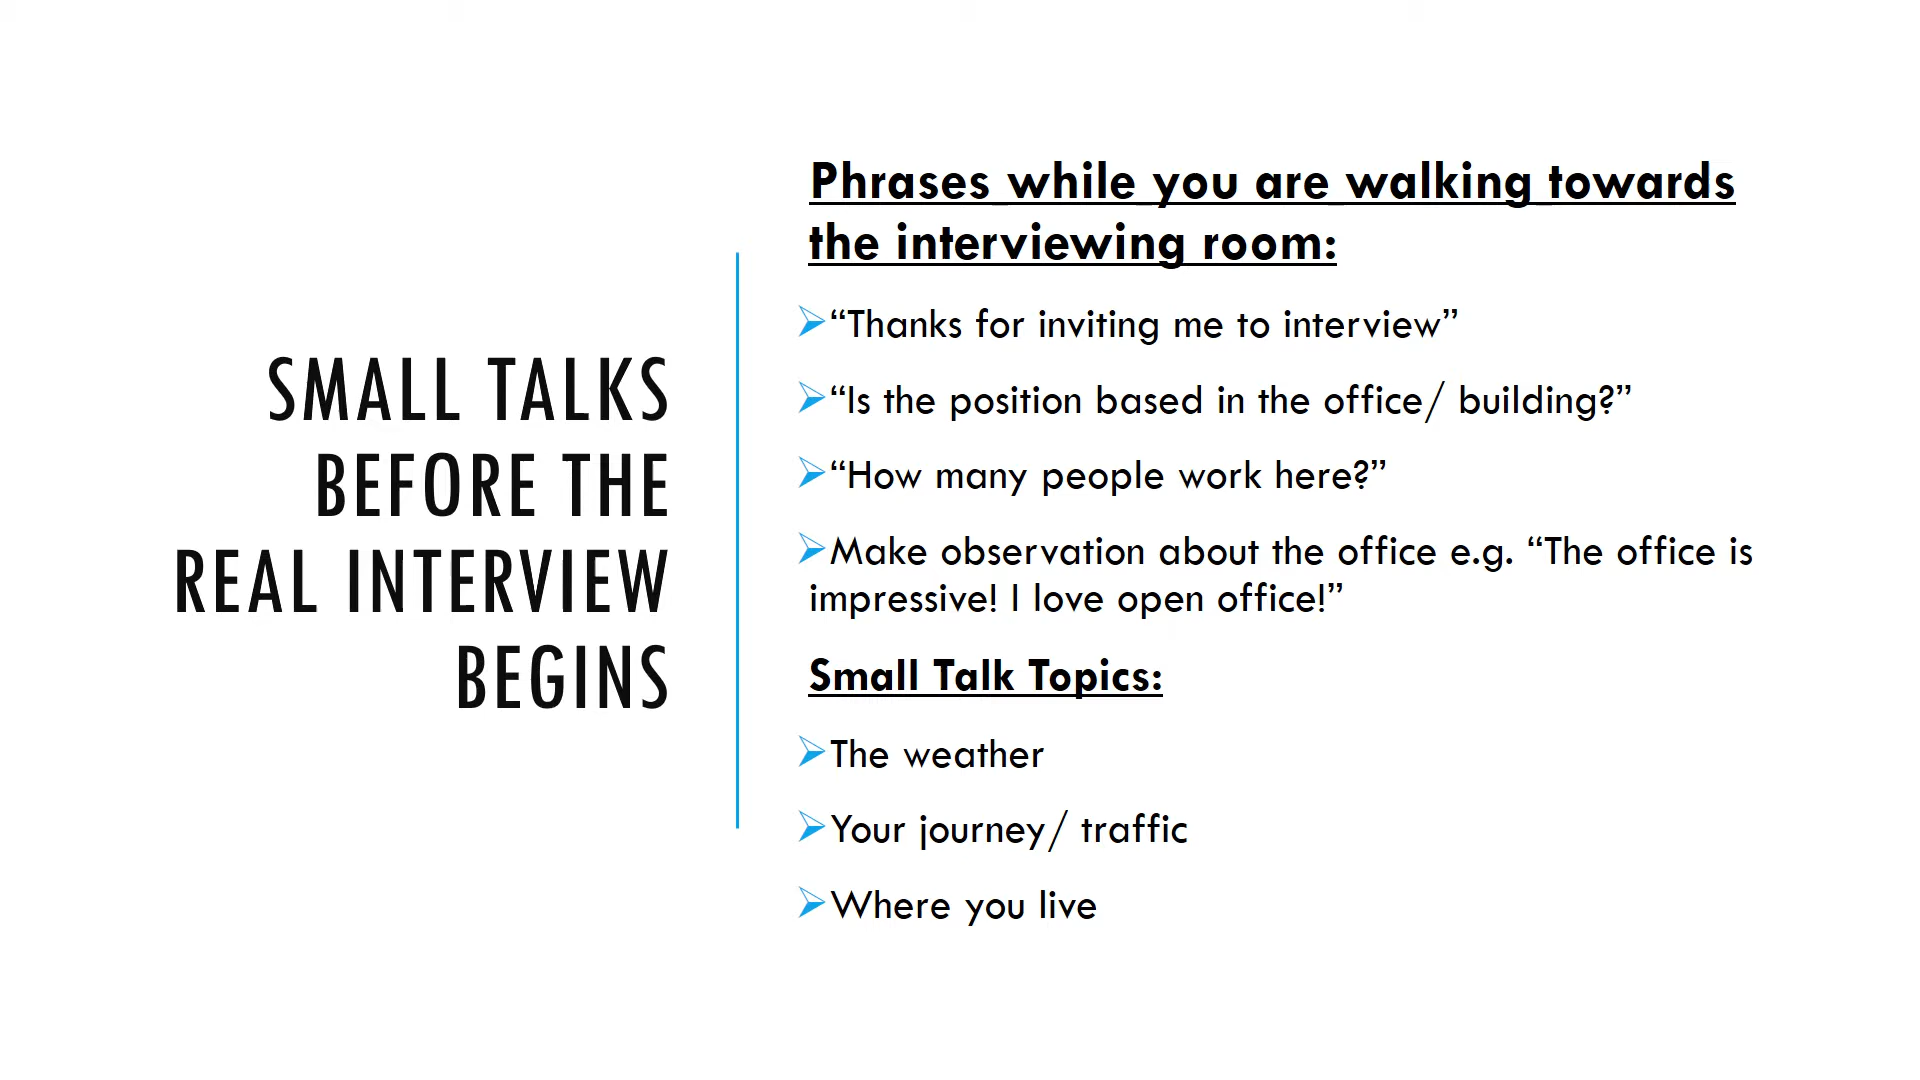 SMALL TALKS
BEFORE THE
REAL INTERVIEW
BEGINS
Phrases while you are walking towards
the interviewing room:
“Thanks for inviting me to interview”
“Is the position based in the office/ building?”
“How many people work here?”
Make observation about the office e.g. “The office is
impressive! I love open office!”
Small Talk Topics:
The weather
Your journey/ traffic
Where you live